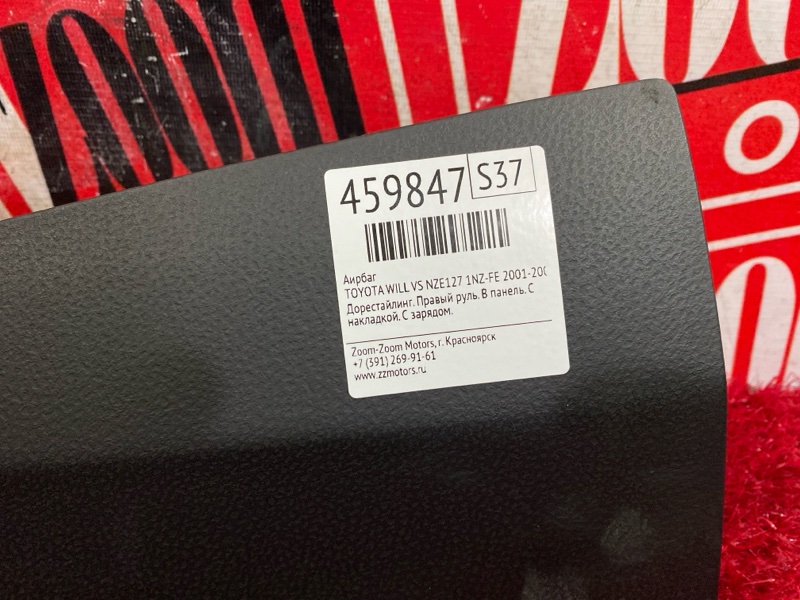 459847 S37
Аирбаг
TOYOTA WILL VS NZE127 1NZ-FE 2001-200
Дорестайлинг. Правый руль. В панель. С
накладкой. С зарядом.
Zoom-Zoom Motors, г. Красноярск
+7 (391) 269-91-61
www.zzmotors.ru